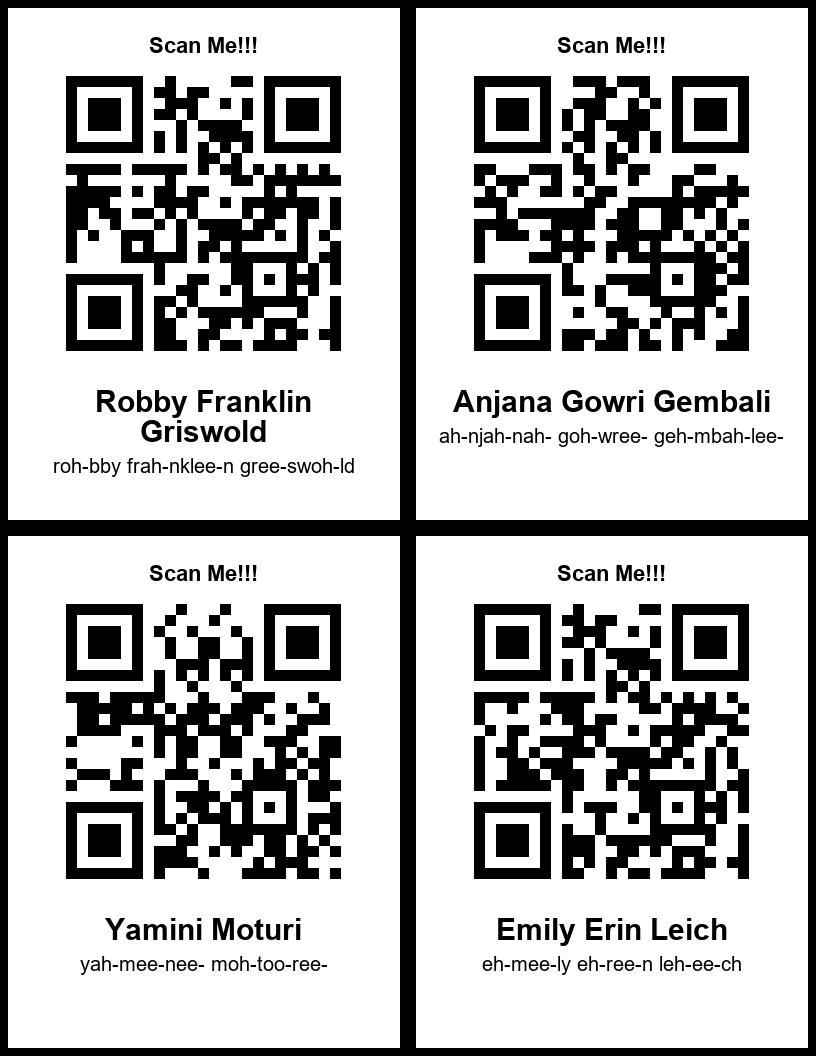 Scan Me!!!
Robby Franklin
Griswold
roh-bby frah-nklee-n gree-swoh-ld
Scan Me!!!
Anjana Gowri Gembali
ah-njah-nah- goh-wree- geh-mbah-lee-
Scan Me!!!
Yamini Moturi
yah-mee-nee- moh-too-ree-
Scan Me!!!
Emily Erin Leich
eh-mee-ly eh-ree-n leh-ee-ch